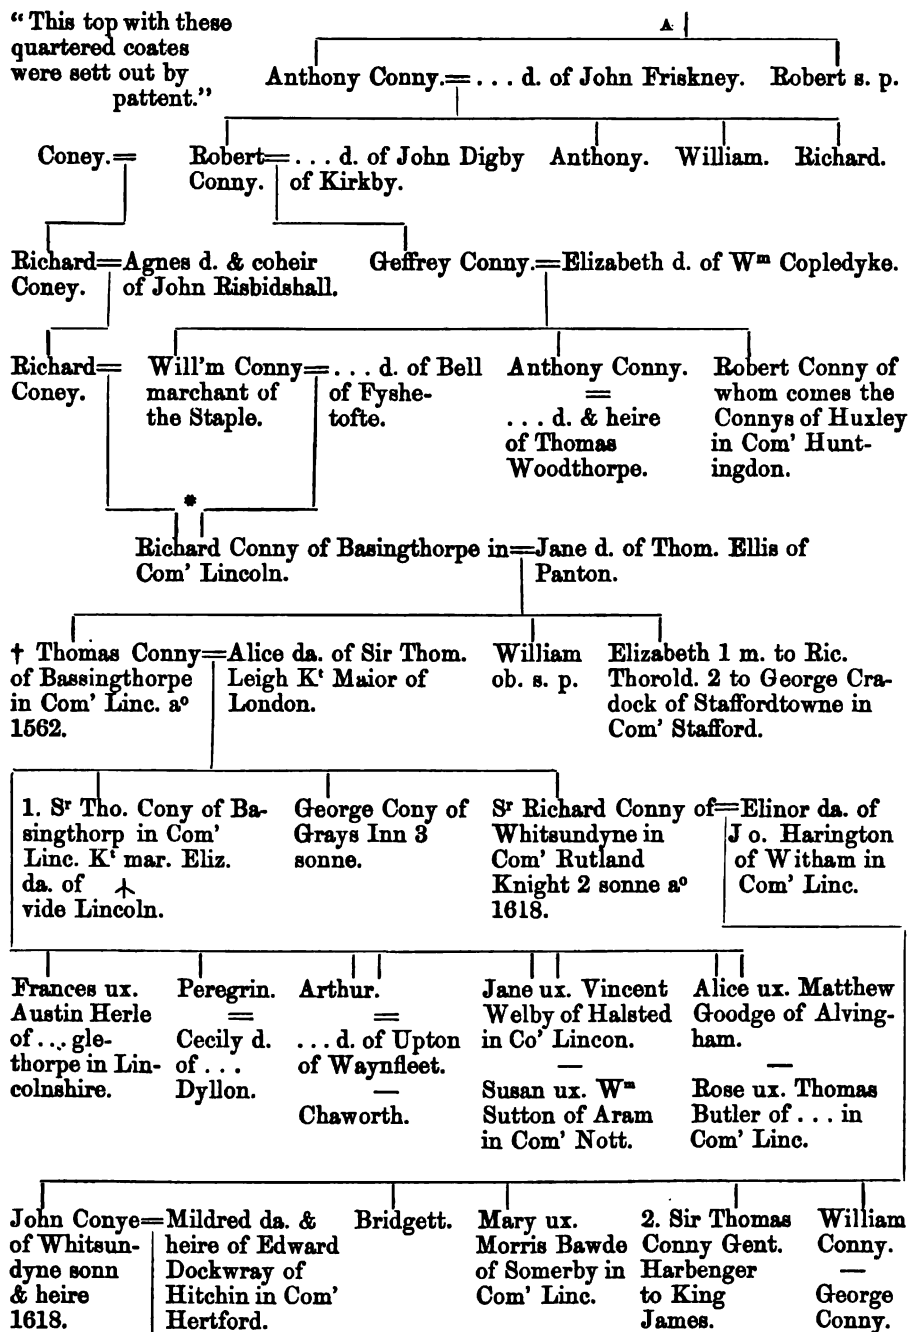 “This top with these
quartered coates
were sett out by
pattent.”
A
Anthony Conny.=... d. of John Friskney. Robert s. p.
Coney.= Robert=... d. of John Digby Anthony. William. Richard.
Conny. of Kirkby.
Richard=Agnes d. & coheir Geffrey Conny.=Elizabeth d. of Wm Copledyke.
Coney. of John Risbidshall.
Richard= Will'm Conny=... d. of Bell Anthony Conny. Robert Conny of
Coney. marchant of of Fyshe- = whom comes the
the Staple. tofte. ... d. & heire Connys of Huxley
of Thomas in Com' Hunt-
Woodthorpe. ingdon.
*
Richard Conny of Basingthorpe in=Jane d. of Thom. Ellis of
Com' Lincoln. Panton.
† Thomas Conny=Alice da. of Sir Thom. William Elizabeth 1 m. to Ric.
of Bassingthorpe Leigh Kt Maior of ob. s. p. Thorold. 2 to George Cra-
in Com' Linc. ao London. dock of Staffordtowne in
1562. Com' Stafford.
1. Sr Tho. Cony of Ba- George Cony of Sr Richard Conny of=Elinor da. of
singthorp in Com' Grays Inn 3 Whitsundyne in Jo. Harington
Linc. Kt mar. Eliz. sonne. Com' Rutland of Witham in
da. of Knight 2 sonne ao Com' Linc.
vide Lincoln. 1618.
Frances ux. Peregrin. Arthur. Jane ux. Vincent Alice ux. Matthew
Austin Herle = = Welby of Halsted Goodge of Alving-
of ... gle- Cecily d. ... d. of Upton in Co' Lincon. ham.
thorpe in Lin- of ... of Waynfleet. — —
colnshire. Dyllon. — Susan ux. Wm Rose ux. Thomas
Chaworth. Sutton of Aram Butler of ... in
in Com' Nott. Com' Linc.
John Conye=Mildred da. & Bridgett. Mary ux. 2. Sir Thomas William
of Whitsun- heire of Edward Morris Bawde Conny Gent. Conny.
dyne sonn Dockwray of of Somerby in Harbenger —
& heire Hitchin in Com' Com' Linc. to King George
1618. Hertford. James. Conny.